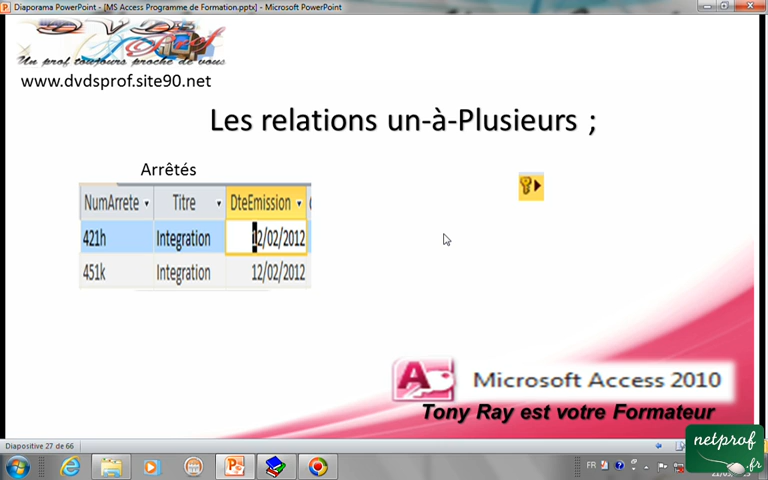 Diaporama PowerPoint - [MS Access Programme de Formation.pptx] - Microsoft PowerPoint
Un prof toujours proche de vous
www.dvdsprof.site90.net
Les relations un-à-Plusieurs ;
Arrêtés
NumArrete Titre DteEmission
421h Integration 12/02/2012
451k Integration 12/02/2012
Microsoft Access 2010
Tony Ray est votre Formateur
Diapositive 27 de 66
netprof
.fr
FR